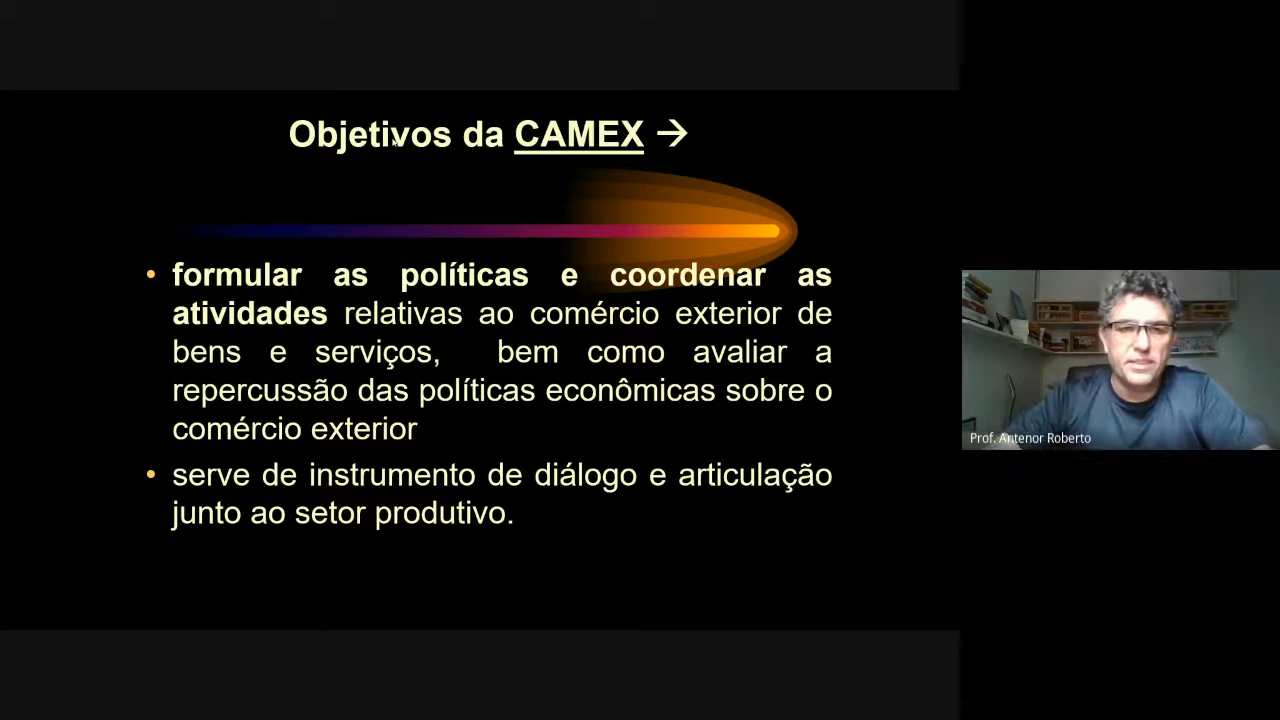 Objetivos da CAMEX →
• formular as políticas e coordenar as
atividades relativas ao comércio exterior de
bens e serviços, bem como avaliar a
repercussão das políticas econômicas sobre o
comércio exterior
• serve de instrumento de diálogo e articulação
junto ao setor produtivo.
Prof. Antenor Roberto